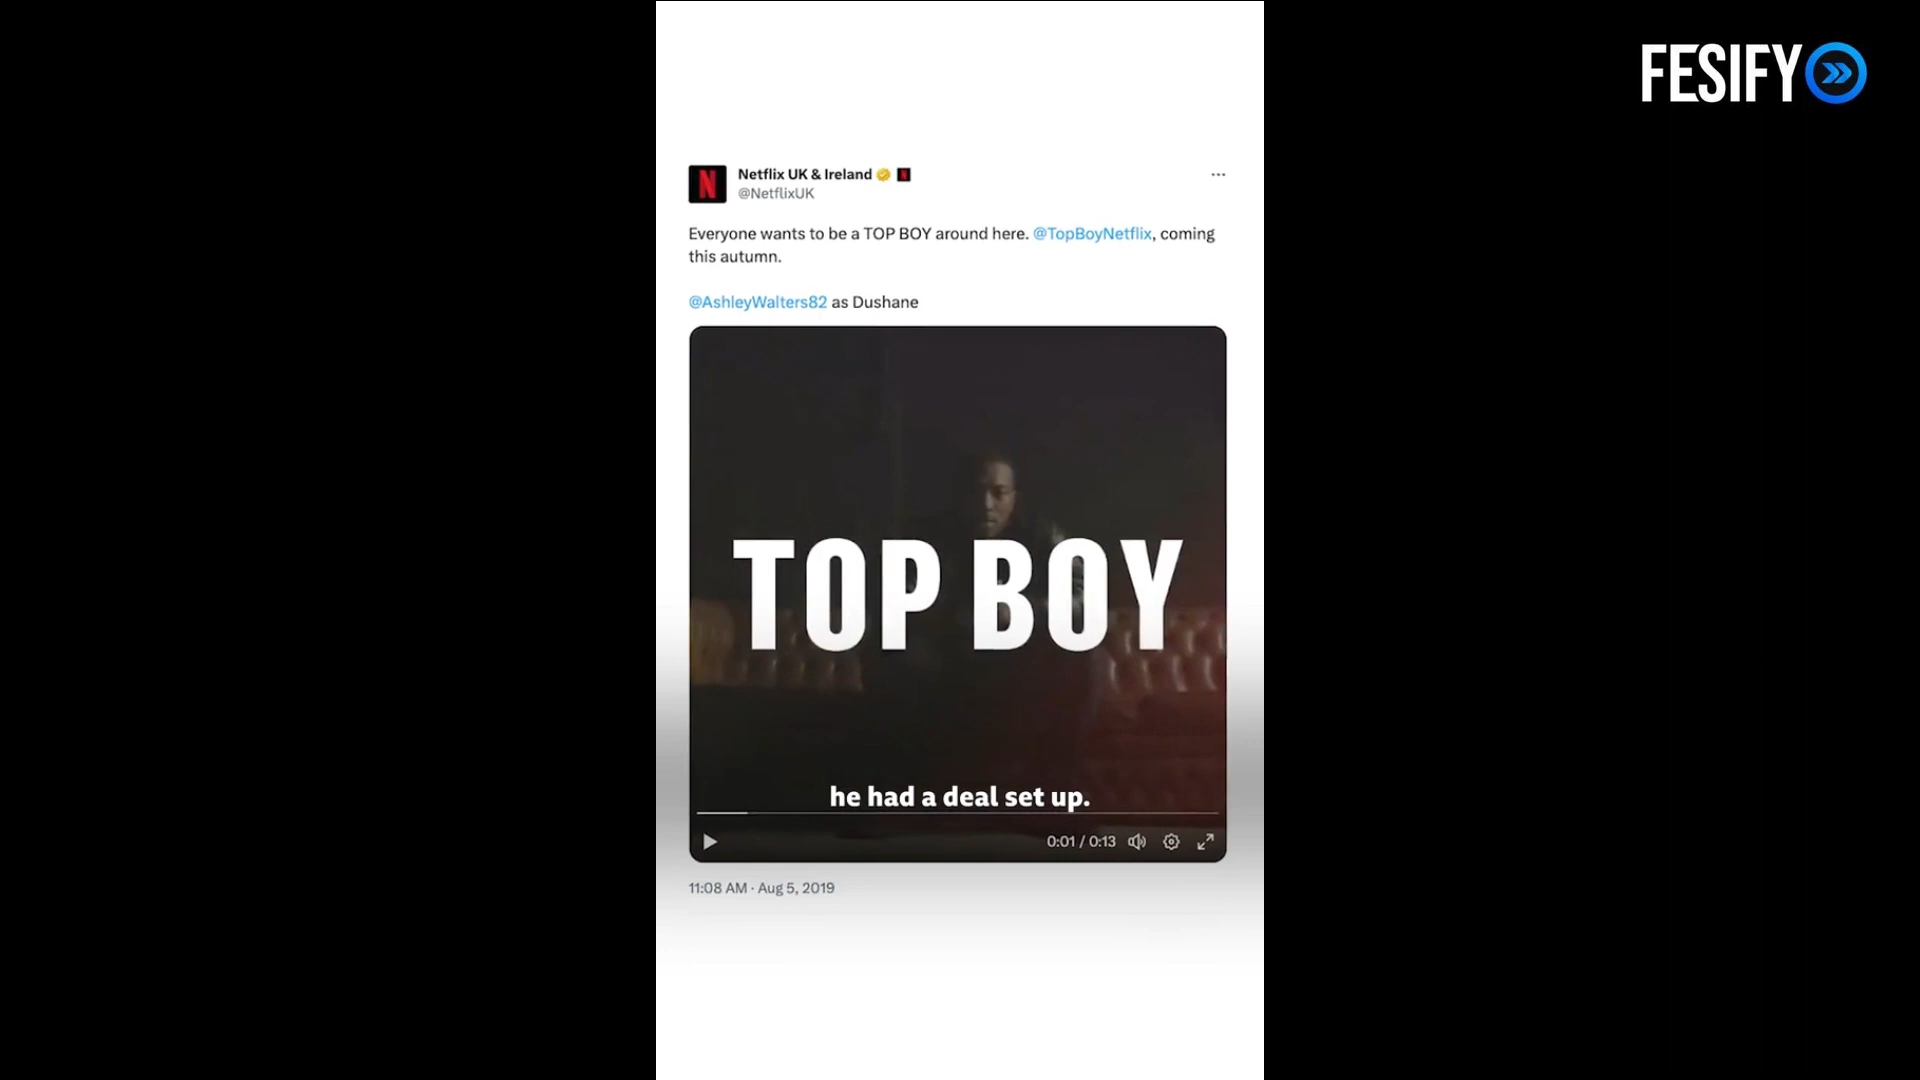 FESIFY
Netflix UK & Ireland
@NetflixUK
Everyone wants to be a TOP BOY around here. @TopBoyNetflix, coming
this autumn.
@AshleyWalters82 as Dushane
TOP BOY
he had a deal set up.
0:01 / 0:13
11:08 AM · Aug 5, 2019